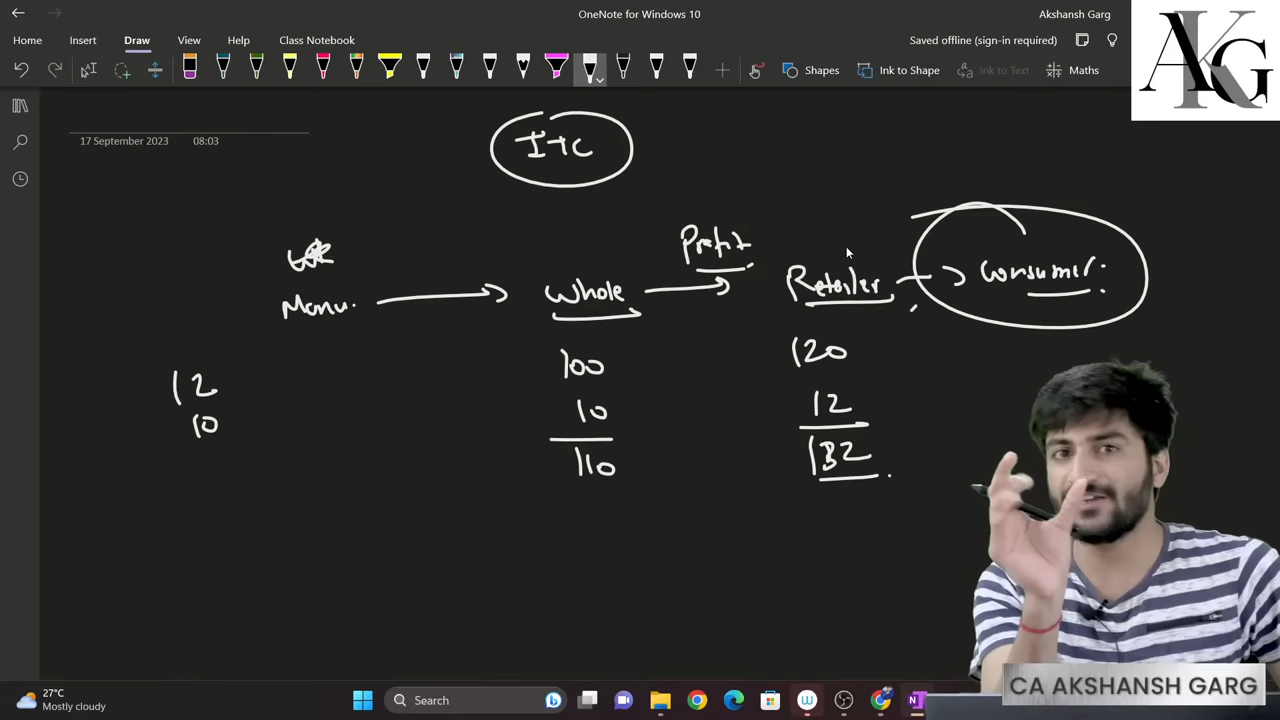 OneNote for Windows 10
Akshansh Garg
Home Insert Draw View Help Class Notebook
Saved offline (sign-in required)
Shapes Ink to Shape Ink to Text Maths
AKG
17 September 2023 08:03
ITC
Profit
Manu. Whole Retailer Consumer.
100 120
12 10 12
10 110 132
CA AKSHANSH GARG
27°C
Mostly cloudy
Search